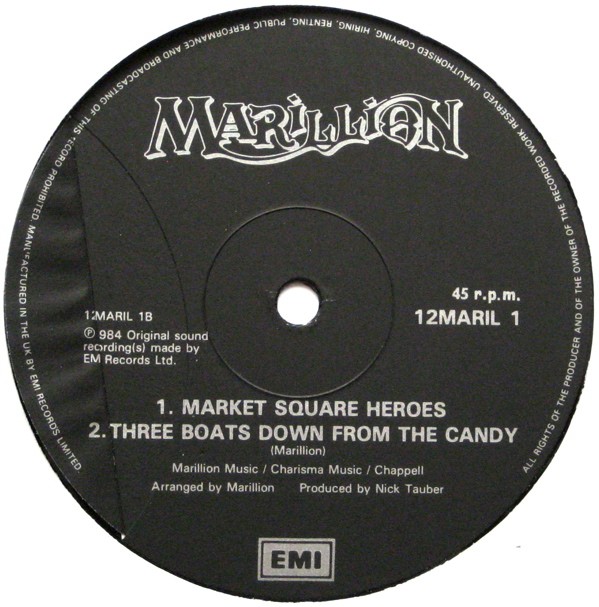 UNAUTHORISED COPYING, HIRING, RENTING, PUBLIC PERFORMANCE AND BROADCASTING OF THIS RECORD PROHIBITED. MANUFACTURED IN THE UK BY EMI RECORDS LIMITED.
ALL RIGHTS OF THE PRODUCER AND OF THE OWNER OF THE RECORDED WORK RESERVED.
MARILLION
45 r.p.m.
12MARIL 1B
12MARIL 1
℗ 984 Original sound
recording(s) made by
EM Records Ltd.
1. MARKET SQUARE HEROES
2. THREE BOATS DOWN FROM THE CANDY
(Marillion)
Marillion Music / Charisma Music / Chappell
Arranged by Marillion Produced by Nick Tauber
EMI